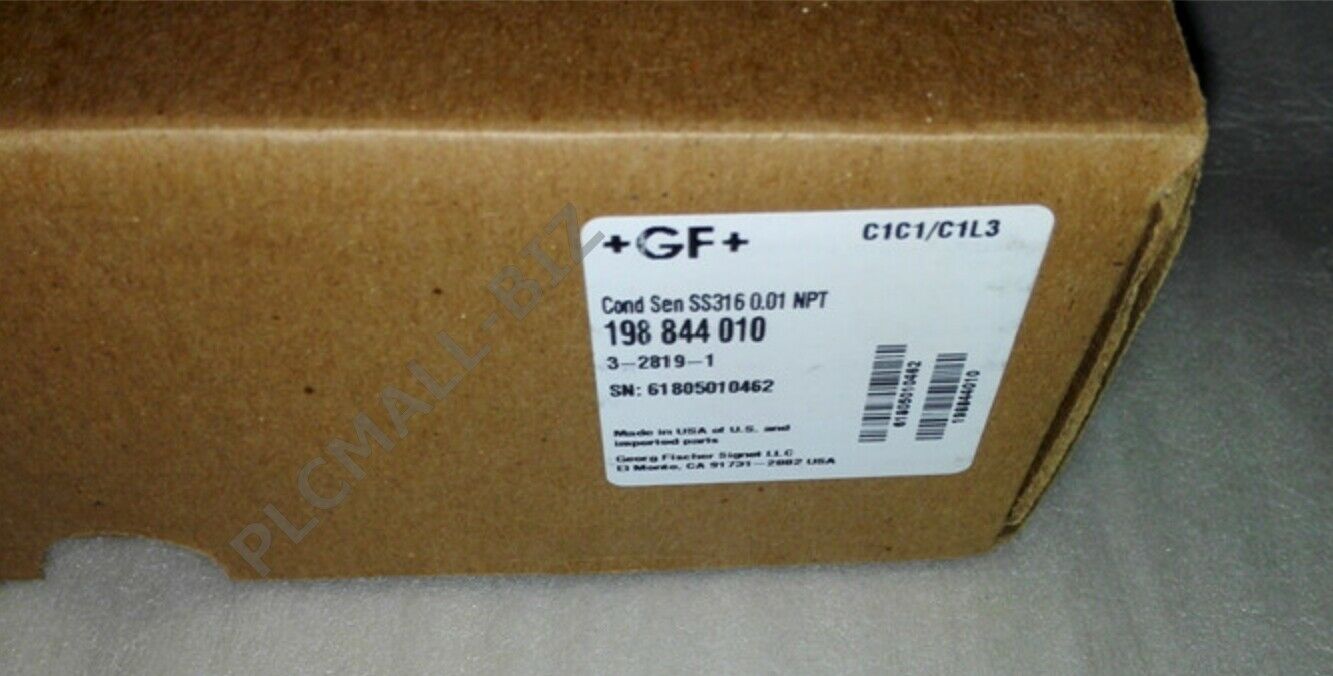 +GF+
C1C1/C1L3
Cond Sen SS316 0.01 NPT
198 844 010
3-2819-1
SN: 61805010462
Made in USA of U.S. and
imported parts
Georg Fischer Signet LLC
El Monte, CA 91731-2882 USA
61805010462
198844010
PLCMALL-BIZ